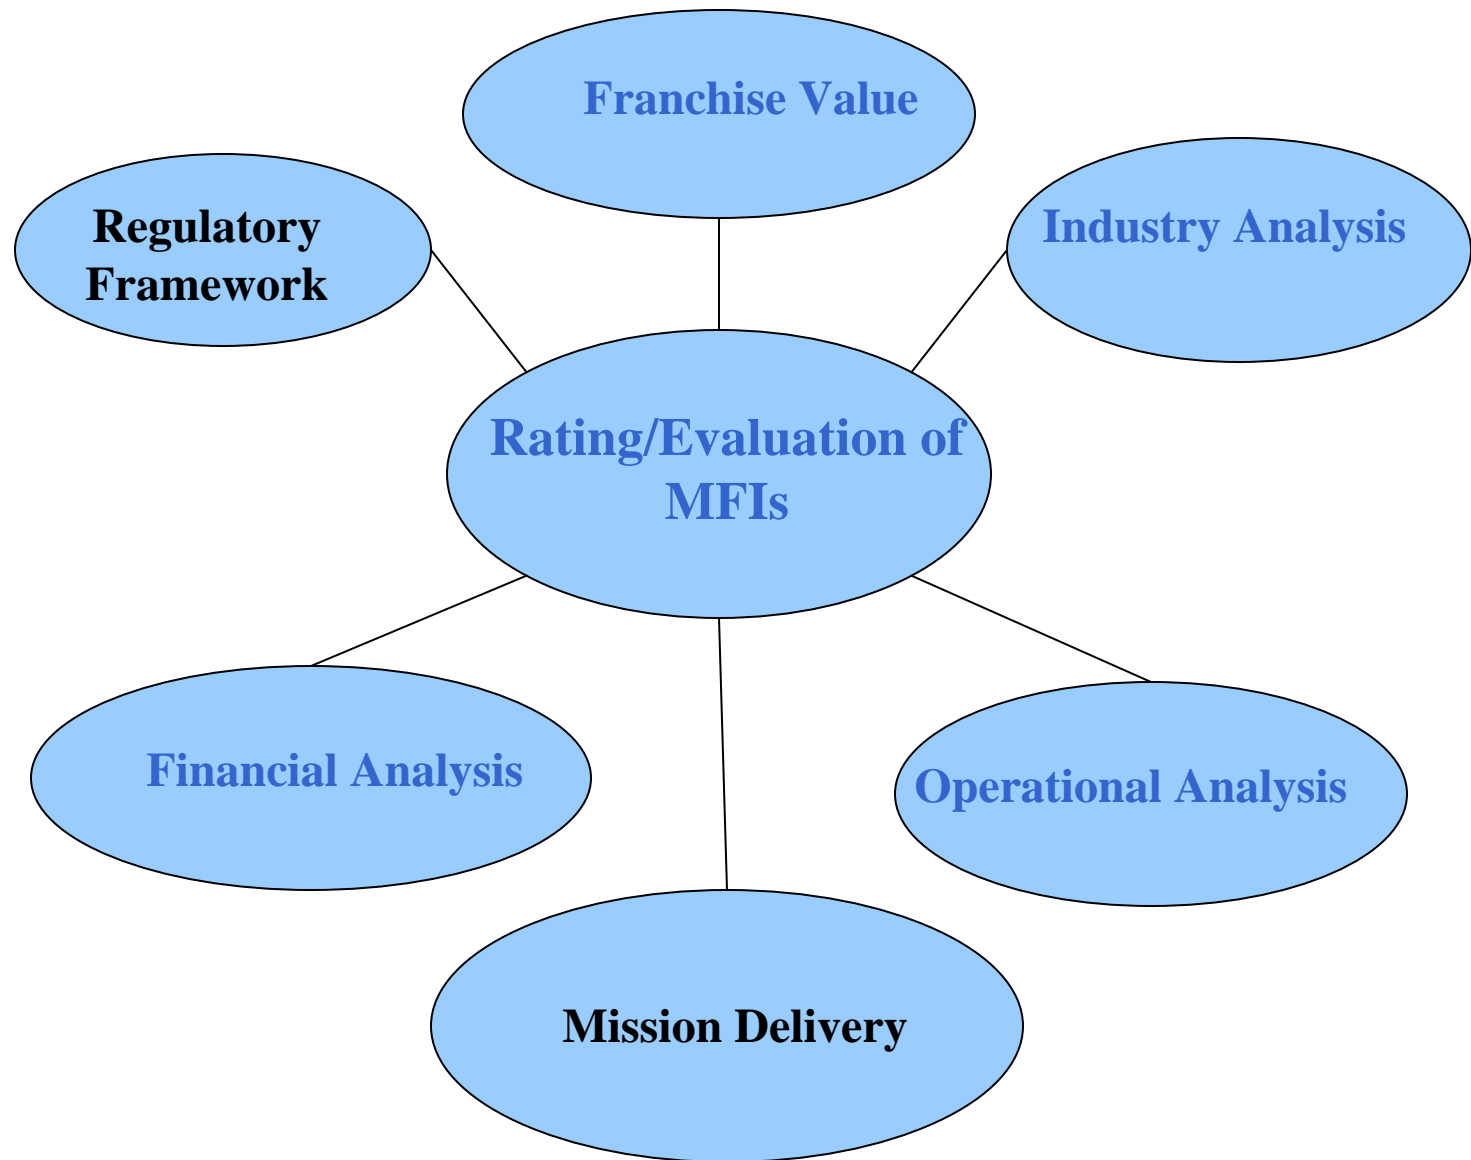 Franchise Value
Regulatory
Framework
Industry Analysis
Rating/Evaluation of
MFIs
Financial Analysis
Operational Analysis
Mission Delivery